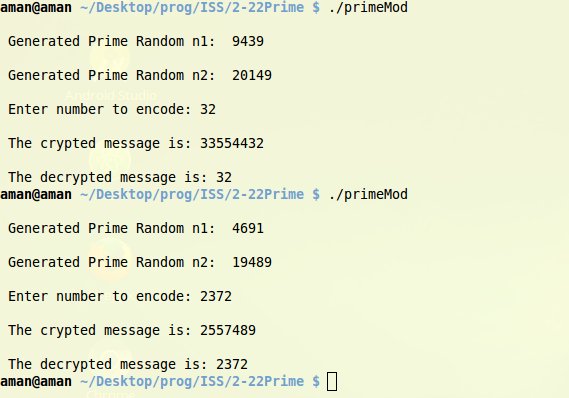 aman@aman ~/Desktop/prog/ISS/2-22Prime $ ./primeMod
Generated Prime Random n1:  9439
Generated Prime Random n2:  20149
Android Studio
Enter number to encode: 32
The crypted message is: 33554432
The decrypted message is: 32
aman@aman ~/Desktop/prog/ISS/2-22Prime $ ./primeMod
Generated Prime Random n1:  4691
Generated Prime Random n2:  19489
Enter number to encode: 2372
The crypted message is: 2557489
The decrypted message is: 2372
aman@aman ~/Desktop/prog/ISS/2-22Prime $